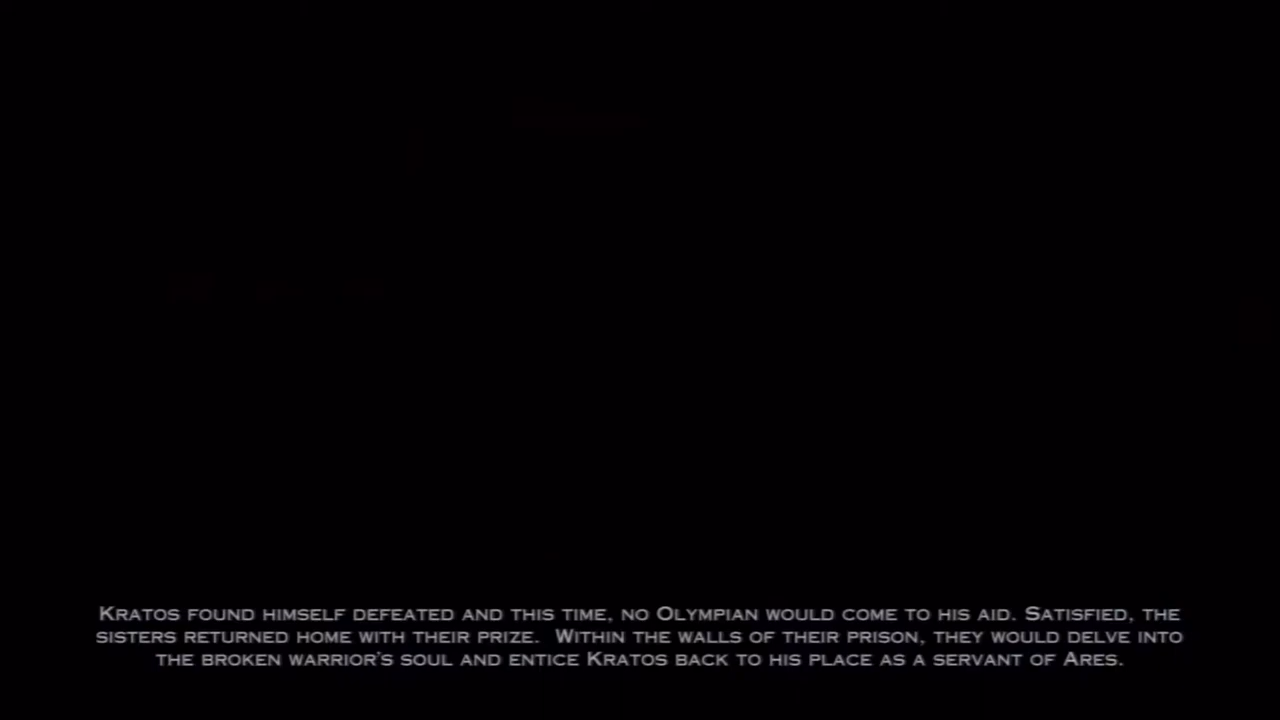 Kratos found himself defeated and this time, no Olympian would come to his aid. Satisfied, the
sisters returned home with their prize.  Within the walls of their prison, they would delve into
the broken warrior's soul and entice Kratos back to his place as a servant of Ares.